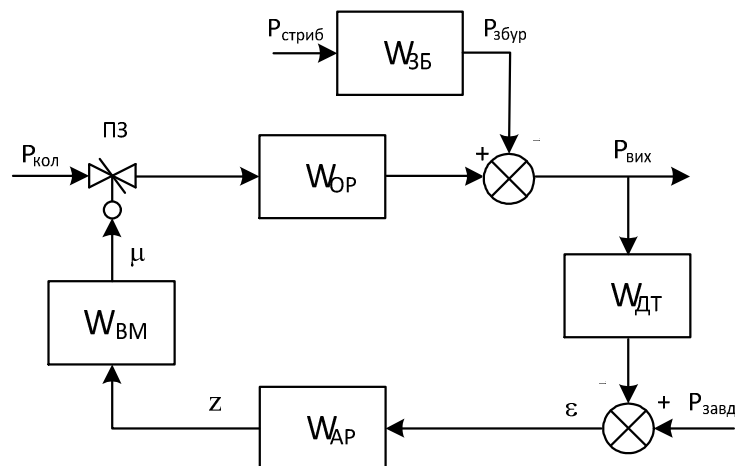 Pстриб
WЗБ
Pзбур
ПЗ
Pкол
WОР
+
-
Pвих
μ
WВМ
WДТ
z
WАР
ε
-
+
Pзавд